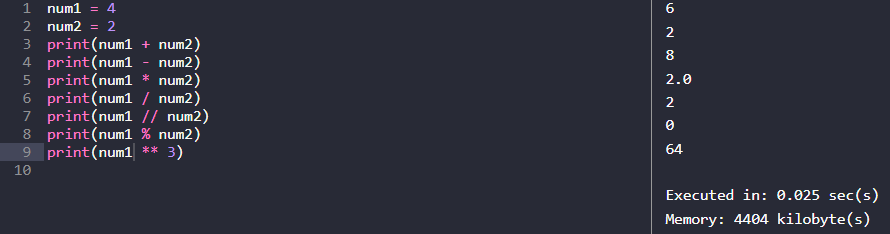 1 num1 = 4
2 num2 = 2
3 print(num1 + num2)
4 print(num1 - num2)
5 print(num1 * num2)
6 print(num1 / num2)
7 print(num1 // num2)
8 print(num1 % num2)
9 print(num1 ** 3)
10
6
2
8
2.0
2
0
64
Executed in: 0.025 sec(s)
Memory: 4404 kilobyte(s)